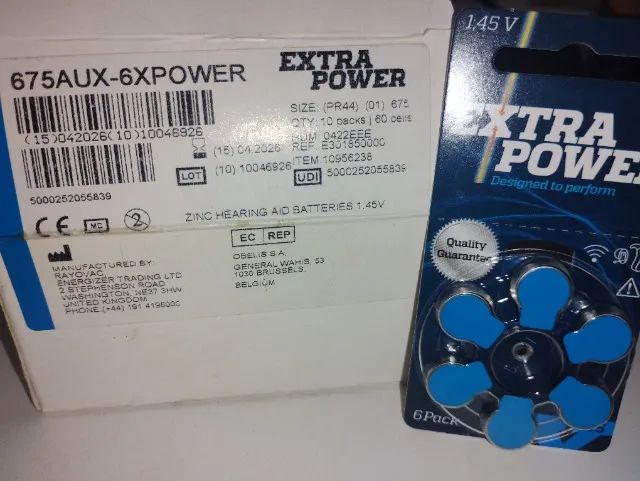 675AUX-6XPOWER
EXTRA
POWER
SIZE: (PR44) (01) 675
QTY: 10 packs | 60 cells
PUM 0422EEE
(15)042026(10)10046926
(15) 04 2026 REF E301850000
ITEM 10956238
LOT (10) 10046926 UDI 5000252055839
5000252055839
CE MD 2
ZINC HEARING AID BATTERIES 1.45V
EC REP
MANUFACTURED BY:
RAYOVAC
ENERGIZER TRADING LTD
2 STEPHENSON ROAD
WASHINGTON, NE37 3HW
UNITED KINGDOM
PHONE (+44) 191 4196000
OBELIS S.A.
GENERAL WAHIS, 53
1030 BRUSSELS,
BELGIUM
1.45 V
EXTRA
POWER
Designed to perform
Quality
Guarantee
6 Pack